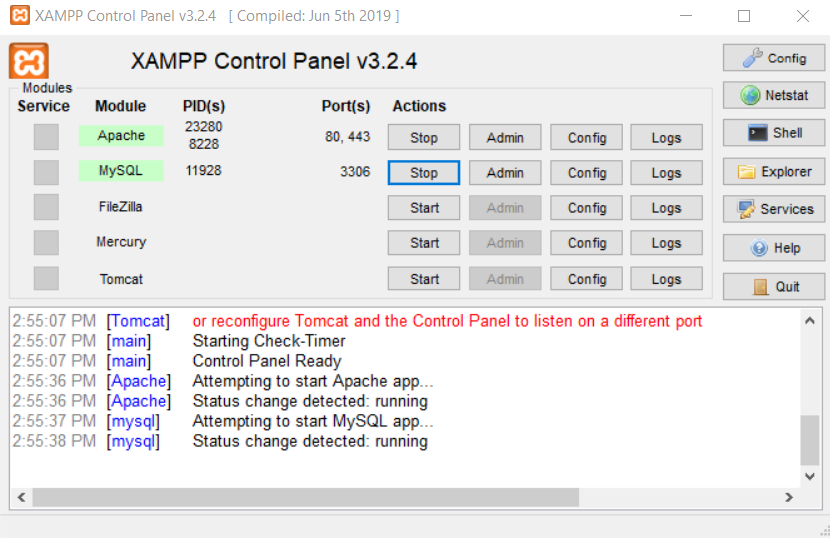 XAMPP Control Panel v3.2.4 [ Compiled: Jun 5th 2019 ]
XAMPP Control Panel v3.2.4
Config
Modules
Service Module PID(s) Port(s) Actions
Netstat
Apache 23280 8228 80, 443 Stop Admin Config Logs
Shell
MySQL 11928 3306 Stop Admin Config Logs
Explorer
FileZilla Start Admin Config Logs
Services
Mercury Start Admin Config Logs
Help
Tomcat Start Admin Config Logs
Quit
2:55:07 PM [Tomcat] or reconfigure Tomcat and the Control Panel to listen on a different port
2:55:07 PM [main] Starting Check-Timer
2:55:07 PM [main] Control Panel Ready
2:55:36 PM [Apache] Attempting to start Apache app...
2:55:36 PM [Apache] Status change detected: running
2:55:37 PM [mysql] Attempting to start MySQL app...
2:55:38 PM [mysql] Status change detected: running